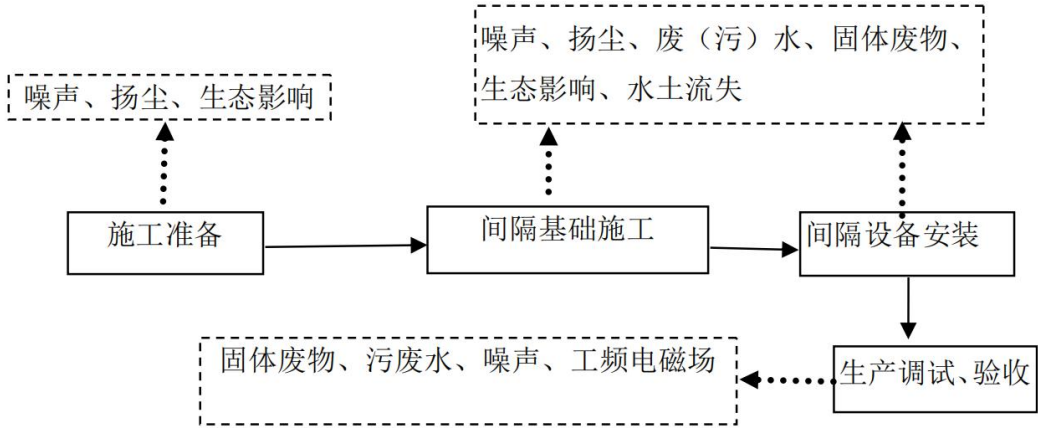 噪声、扬尘、废（污）水、固体废物、
生态影响、水土流失
噪声、扬尘、生态影响
施工准备
间隔基础施工
间隔设备安装
固体废物、污废水、噪声、工频电磁场
生产调试、验收